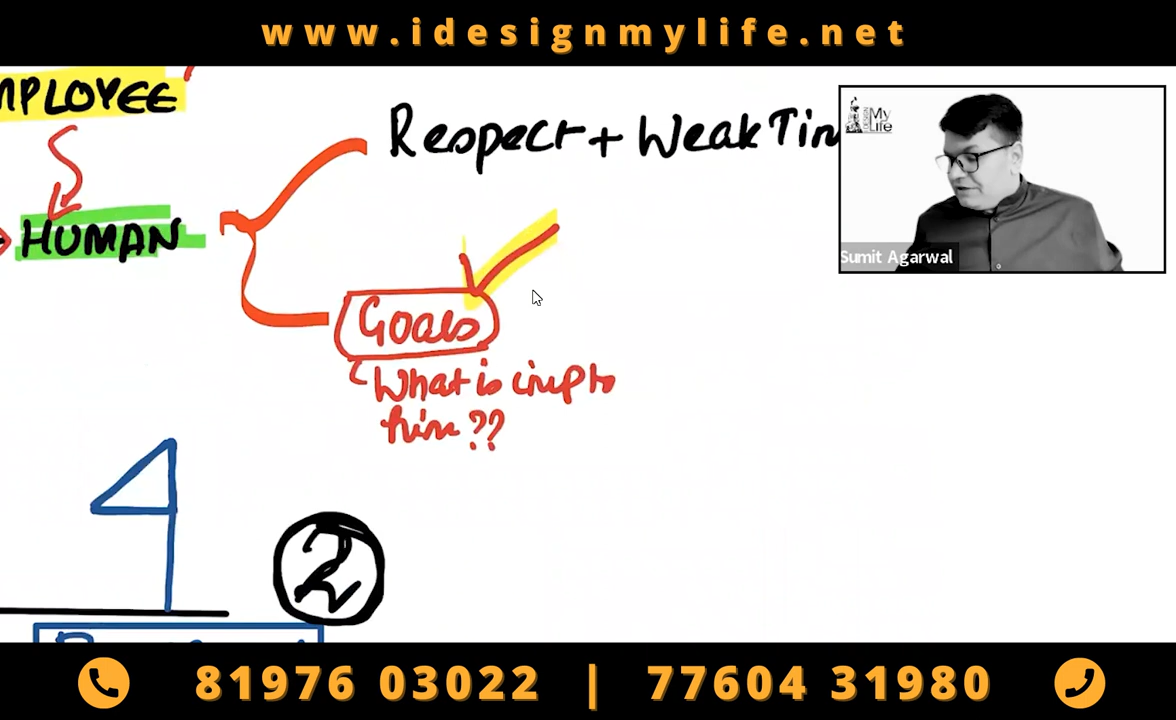 www.idesignmylife.net
MPLOYEE
Respect + Weak Tim
My
Life
HUMAN
Sumit Agarwal
Goals
What is imp to
him ??
2
81976 03022 | 77604 31980